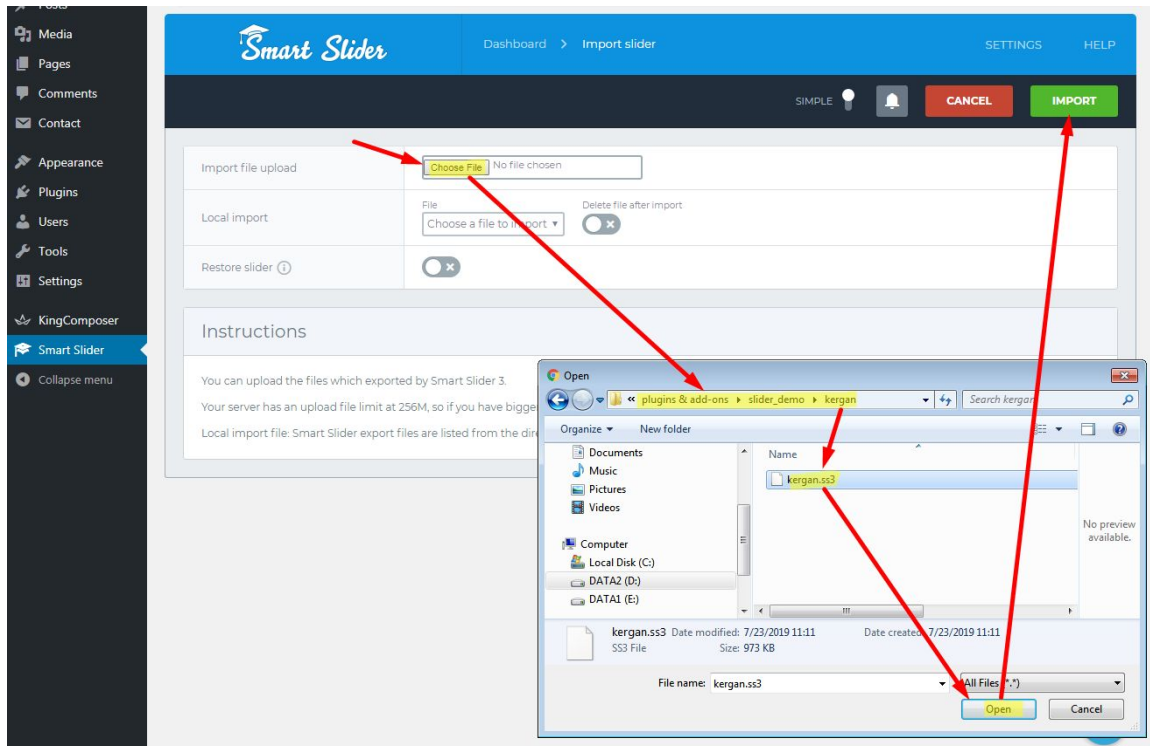 Posts
Media
Pages
Comments
Contact
Appearance
Plugins
Users
Tools
Settings
KingComposer
Smart Slider
Collapse menu
Smart Slider
Dashboard > Import slider
SETTINGS HELP
SIMPLE CANCEL IMPORT
Import file upload
Choose File No file chosen
Local import
File
Choose a file to import
Delete file after import
Restore slider
Instructions
You can upload the files which exported by Smart Slider 3.
Your server has an upload file limit at 256M, so if you have bigge
Local import file: Smart Slider export files are listed from the dir
Open
« plugins & add-ons slider_demo kergan
Search kergan
Organize New folder
Documents
Music
Pictures
Videos
Computer
Local Disk (C:)
DATA2 (D:)
DATA1 (E:)
Name
kergan.ss3
No preview
available.
kergan.ss3 Date modified: 7/23/2019 11:11 Date created: 7/23/2019 11:11
SS3 File Size: 973 KB
File name: kergan.ss3
All Files (*.*)
Open Cancel